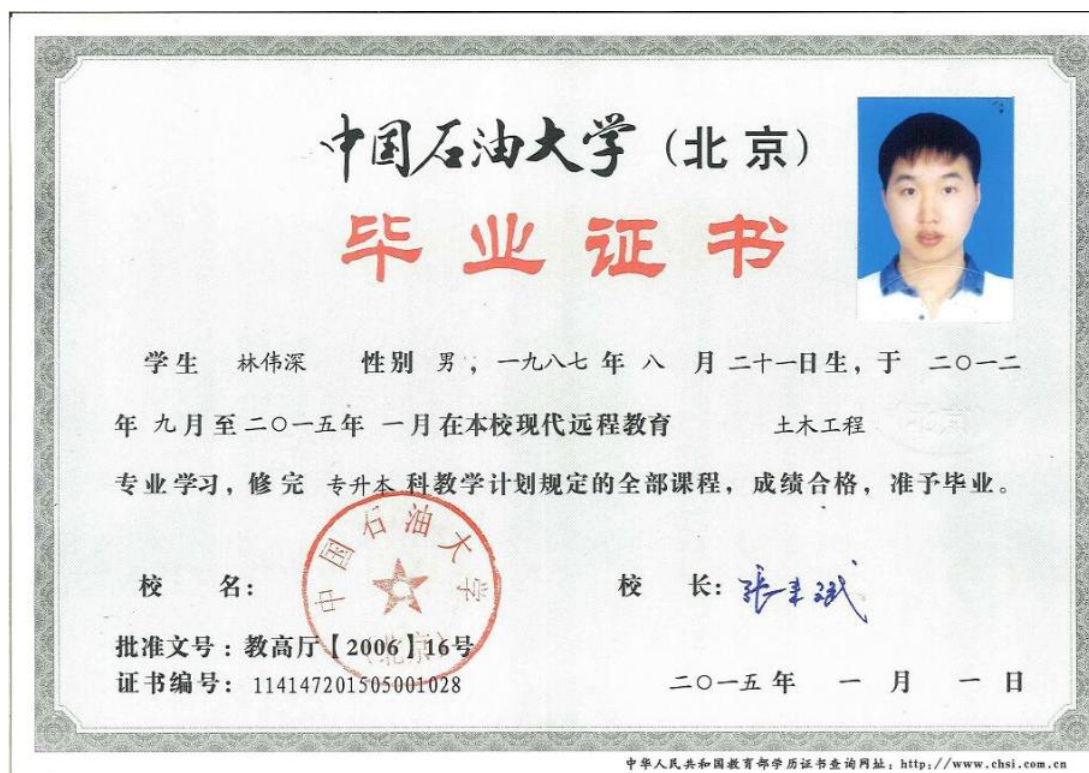 中国石油大学（北京）
毕业证书
学生 林伟深 性别 男，一九八七年 八 月 二十一日生，于 二〇一二
年 九月至二〇一五年 一月在本校现代远程教育 土木工程
专业学习，修完 专升本 科教学计划规定的全部课程，成绩合格，准予毕业。
中国石油大学
（北京）
校 名：
校 长：张来斌
批准文号：教高厅【2006】16号
证书编号：114147201505001028
二〇一五年 一 月 一 日
中华人民共和国教育部学历证书查询网址：http://www.chsi.com.cn